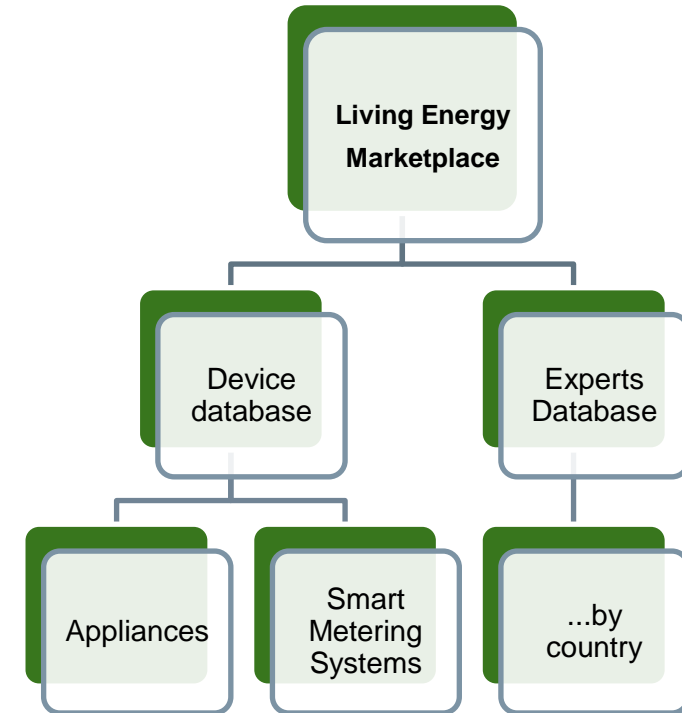 Living Energy
Marketplace
Device
database
Experts
Database
Appliances
Smart
Metering
Systems
...by
country